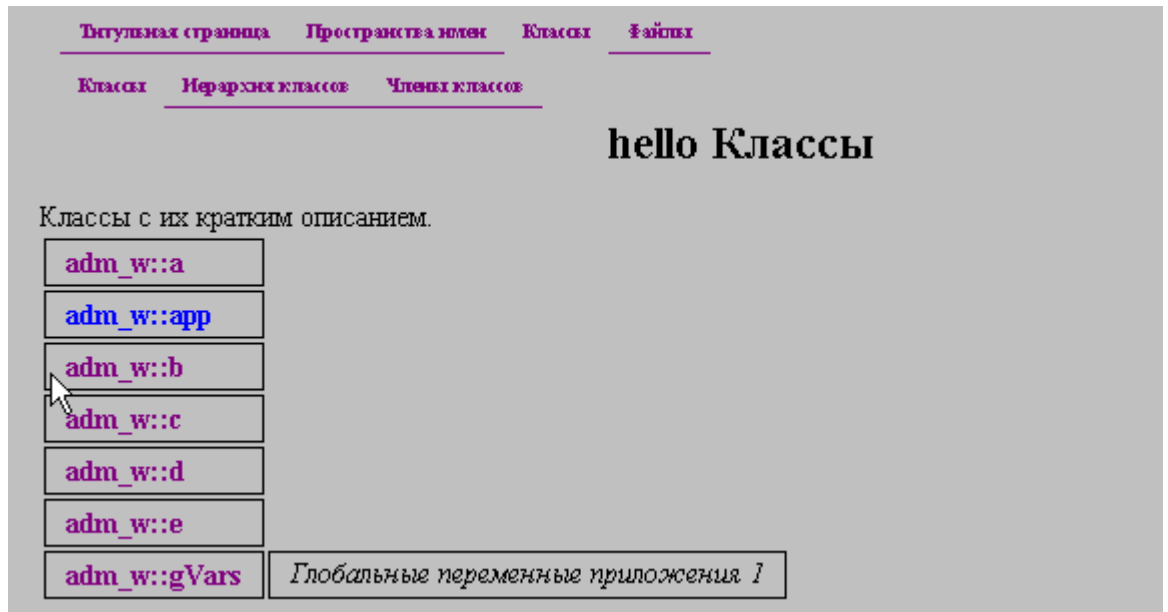 Титульная страница Пространства имен Классы Файлы
Классы Иерархия классов Члены классов
hello Классы
Классы с их кратким описанием.
adm_w::a
adm_w::app
adm_w::b
adm_w::c
adm_w::d
adm_w::e
adm_w::gVars Глобальные переменные приложения 1